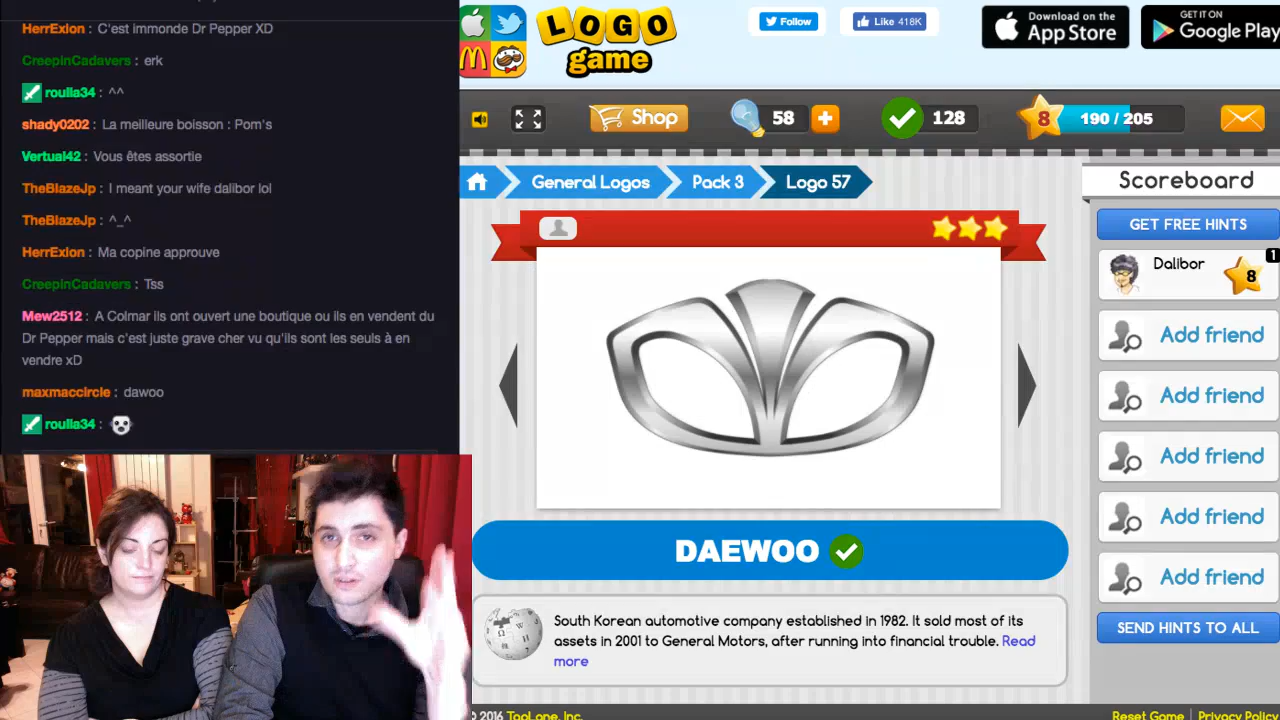 HerrExion : C'est immonde Dr Pepper XD
CreepinCadavers : erk
roulla34 : ^^
shady0202 : La meilleure boisson : Pom's
Vertual42 : Vous êtes assortie
TheBlazeJp : I meant your wife dalibor lol
TheBlazeJp : ^_^
HerrExion : Ma copine approuve
CreepinCadavers : Tss
Mew2512 : A Colmar ils ont ouvert une boutique ou ils en vendent du
Dr Pepper mais c'est juste grave cher vu qu'ils sont les seuls à en
vendre xD
maxmaccircle : dawoo
roulla34 :
LOGO
game
Follow
Like 418K
Download on the
App Store
GET IT ON
Google Play
Shop
58
128
8
190 / 205
General Logos
Pack 3
Logo 57
DAEWOO
South Korean automotive company established in 1982. It sold most of its
assets in 2001 to General Motors, after running into financial trouble. Read
more
© 2016 TapLane, Inc.
Scoreboard
GET FREE HINTS
1
Dalibor
8
Add friend
Add friend
Add friend
Add friend
Add friend
SEND HINTS TO ALL
Reset Game | Privacy Policy